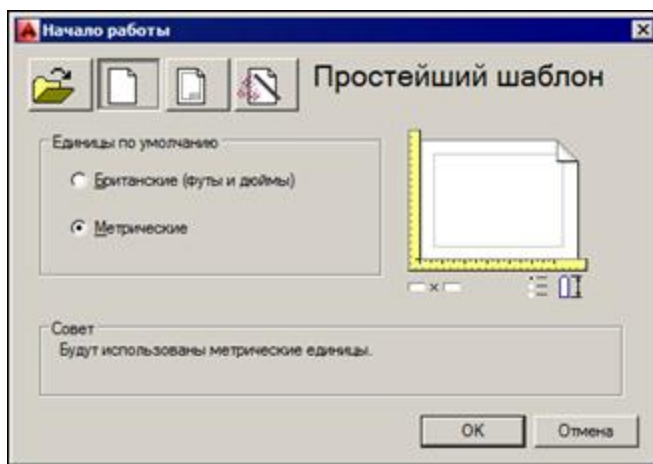 Начало работы
Простейший шаблон
Единицы по умолчанию
Британские (футы и дюймы)
Метрические
Совет
Будут использованы метрические единицы.
OK
Отмена